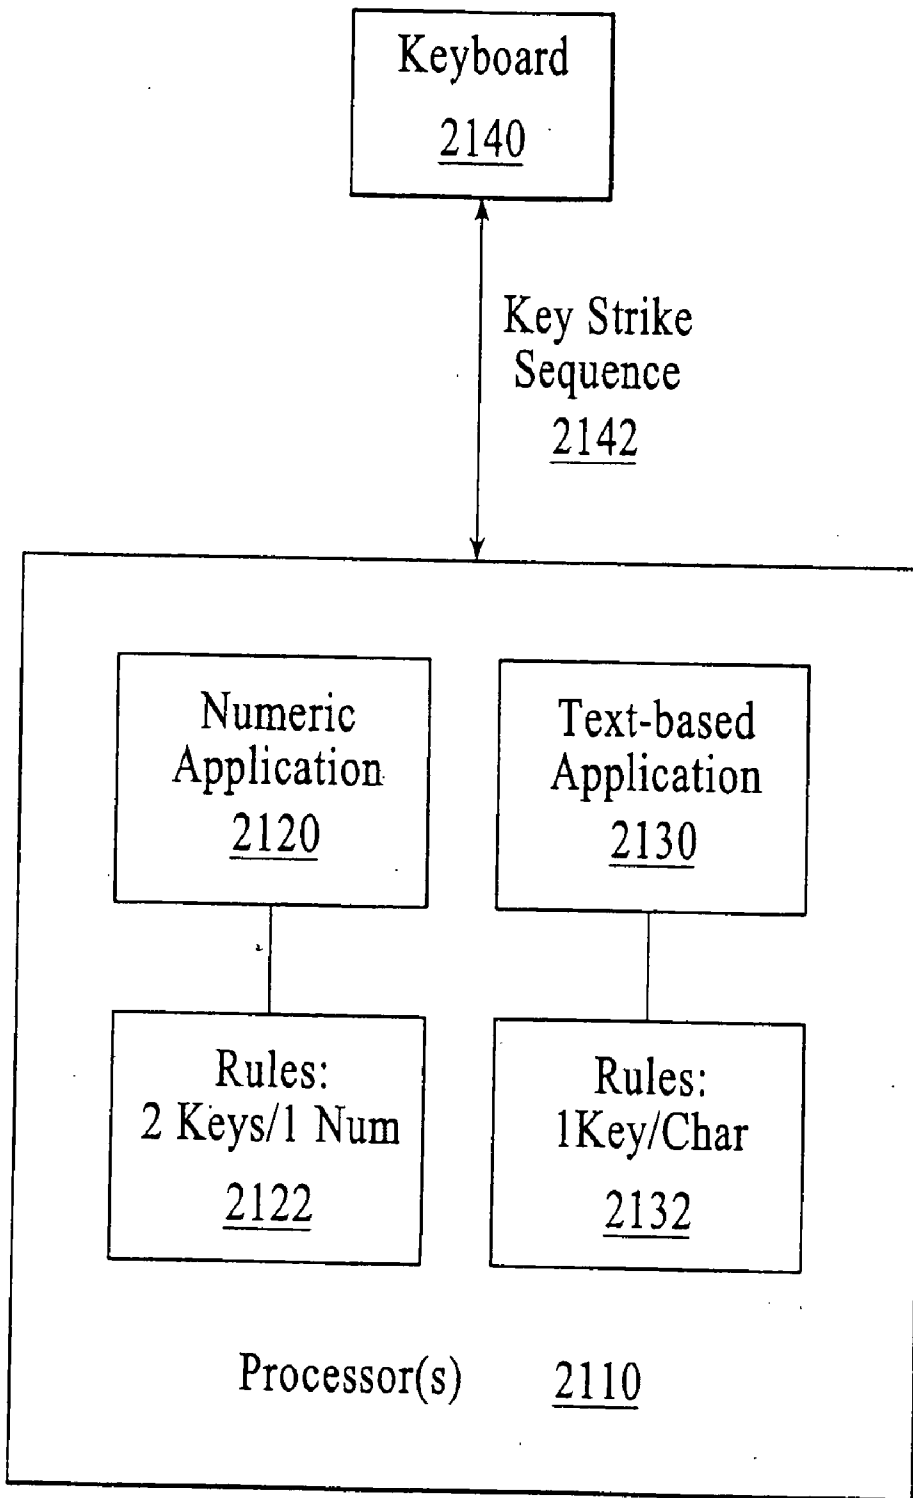 Keyboard
2140
Key Strike
Sequence
2142
Numeric
Application
2120
Text-based
Application
2130
Rules:
2 Keys/1 Num
2122
Rules:
1Key/Char
2132
Processor(s) 2110